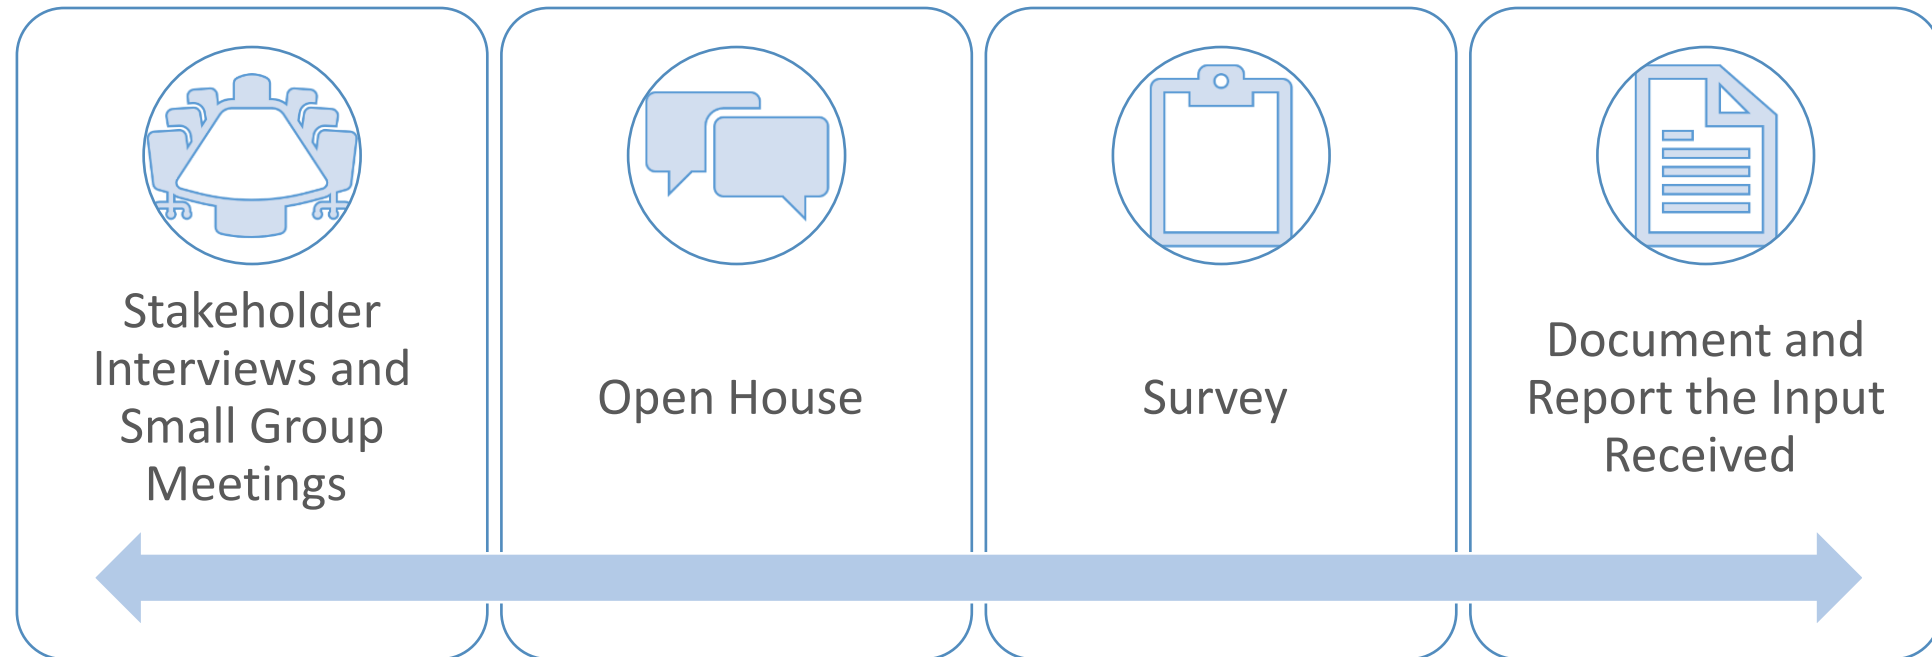 Stakeholder
Interviews and
Small Group
Meetings
Open House
Survey
Document and
Report the Input
Received